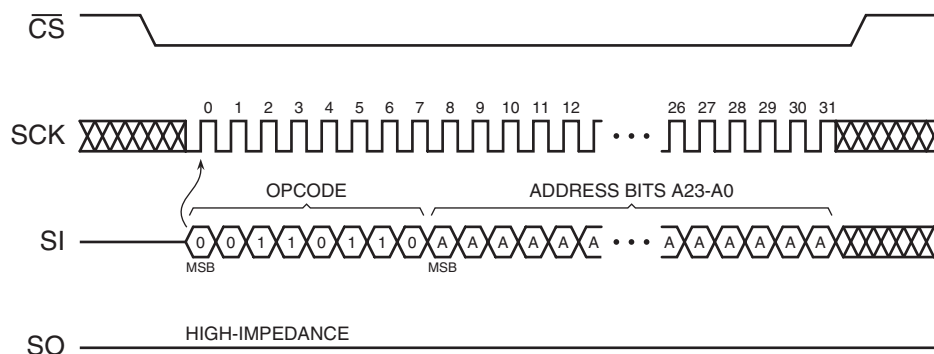 CS
0 1 2 3 4 5 6 7 8 9 10 11 12 26 27 28 29 30 31
SCK
OPCODE
ADDRESS BITS A23-A0
SI 0 0 1 1 0 1 1 0 A A A A A A • • • A A A A A A
MSB MSB
HIGH-IMPEDANCE
SO